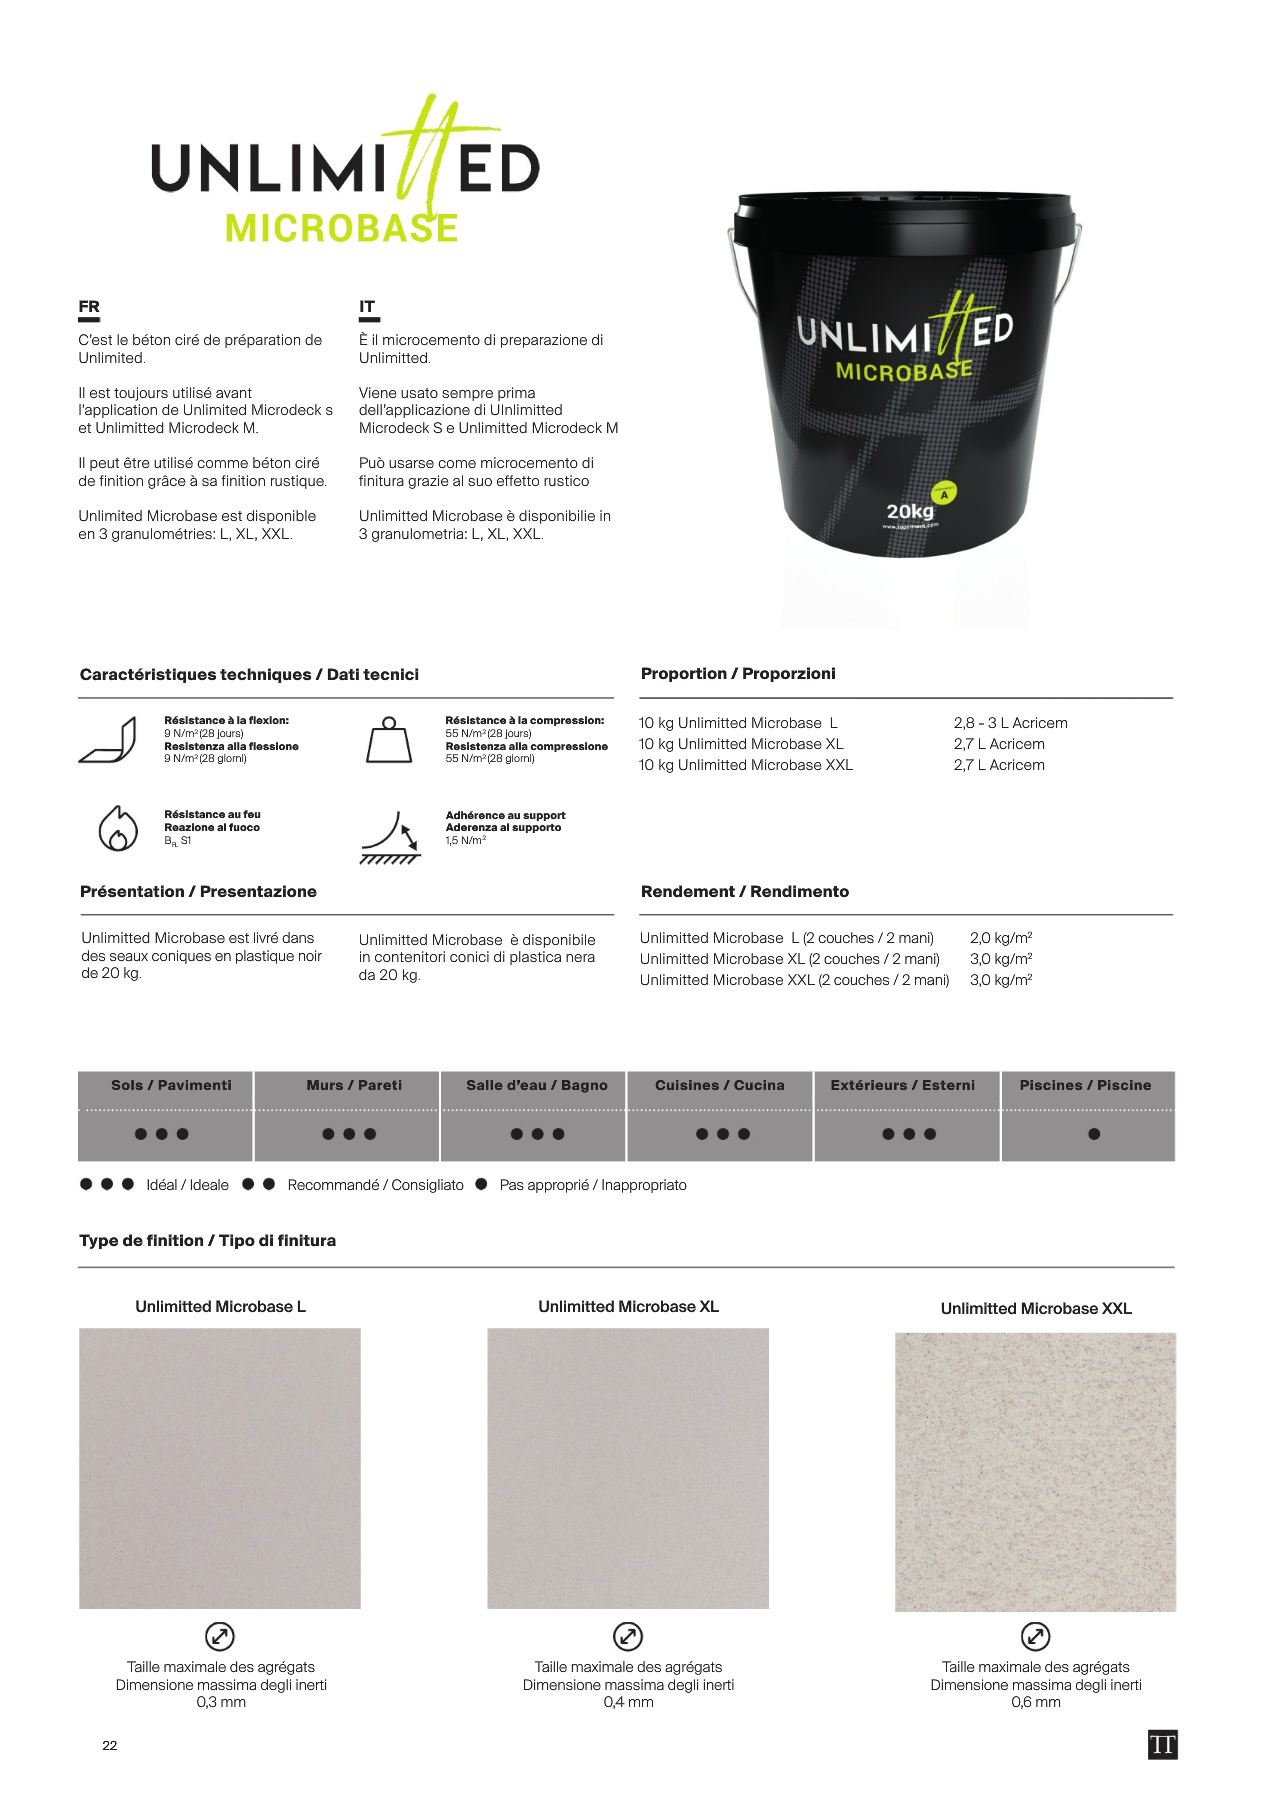 UNLIMITTED
MICROBASE
FR
C'est le béton ciré de préparation de
Unlimited.
Il est toujours utilisé avant
l'application de Unlimited Microdeck s
et Unlimitted Microdeck M.
Il peut être utilisé comme béton ciré
de finition grâce à sa finition rustique.
Unlimited Microbase est disponible
en 3 granulométries: L, XL, XXL.
IT
È il microcemento di preparazione di
Unlimitted.
Viene usato sempre prima
dell'applicazione di UInlimitted
Microdeck S e Unlimitted Microdeck M
Può usarse come microcemento di
finitura grazie al suo effetto rustico
Unlimitted Microbase è disponibilie in
3 granulometria: L, XL, XXL.
UNLIMITTED
MICROBASE
A
20kg
www.topciment.com
Caractéristiques techniques / Dati tecnici
Résistance à la flexion:
9 N/m² (28 jours)
Resistenza alla flessione
9 N/m² (28 giorni)
Résistance à la compression:
55 N/m² (28 jours)
Resistenza alla compressione
55 N/m² (28 giorni)
Résistance au feu
Reazione al fuoco
BFL S1
Adhérence au support
Aderenza al supporto
1,5 N/m²
Proportion / Proporzioni
10 kg Unlimitted Microbase L 2,8 - 3 L Acricem
10 kg Unlimitted Microbase XL 2,7 L Acricem
10 kg Unlimitted Microbase XXL 2,7 L Acricem
Présentation / Presentazione
Unlimitted Microbase est livré dans
des seaux coniques en plastique noir
de 20 kg.
Unlimitted Microbase è disponibile
in contenitori conici di plastica nera
da 20 kg.
Rendement / Rendimento
Unlimitted Microbase L (2 couches / 2 mani) 2,0 kg/m²
Unlimitted Microbase XL (2 couches / 2 mani) 3,0 kg/m²
Unlimitted Microbase XXL (2 couches / 2 mani) 3,0 kg/m²
Sols / Pavimenti Murs / Pareti Salle d'eau / Bagno Cuisines / Cucina Extérieurs / Esterni Piscines / Piscine
● ● ● ● ● ● ● ● ● ● ● ● ● ● ● ●
● ● ● Idéal / Ideale ● ● Recommandé / Consigliato ● Pas approprié / Inappropriato
Type de finition / Tipo di finitura
Unlimitted Microbase L
Unlimitted Microbase XL
Unlimitted Microbase XXL
Taille maximale des agrégats
Dimensione massima degli inerti
0,3 mm
Taille maximale des agrégats
Dimensione massima degli inerti
0,4 mm
Taille maximale des agrégats
Dimensione massima degli inerti
0,6 mm
22
TT